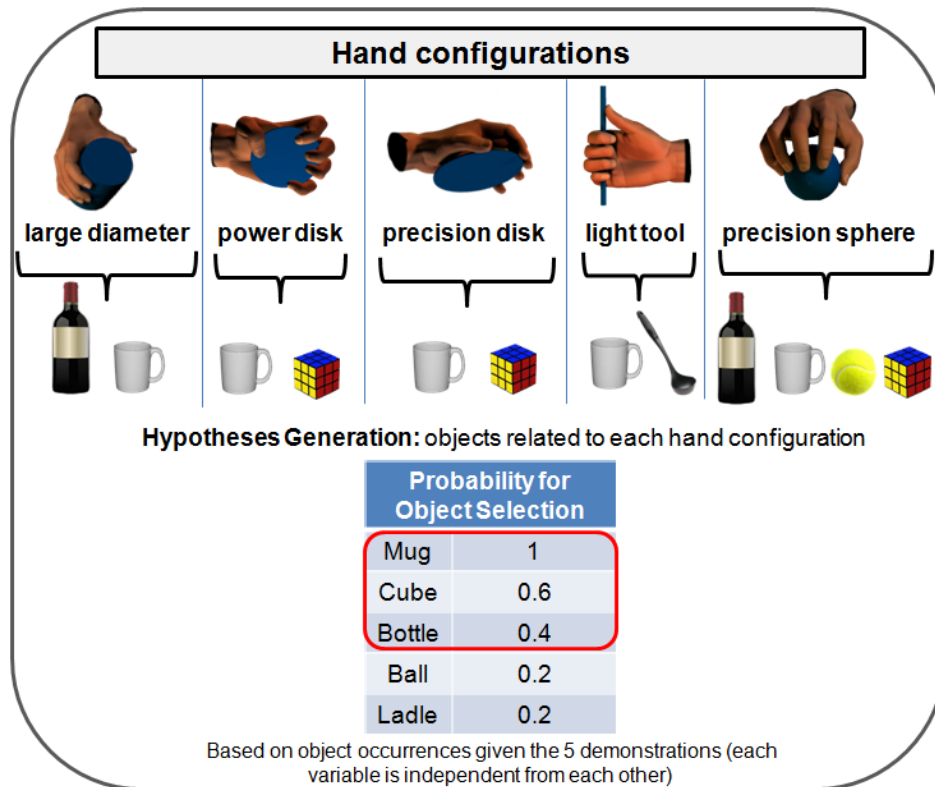 Hand configurations
large diameter
power disk
precision disk
light tool
precision sphere
Hypotheses Generation: objects related to each hand configuration
Probability for
Object Selection
Mug 1
Cube 0.6
Bottle 0.4
Ball 0.2
Ladle 0.2
Based on object occurrences given the 5 demonstrations (each
variable is independent from each other)